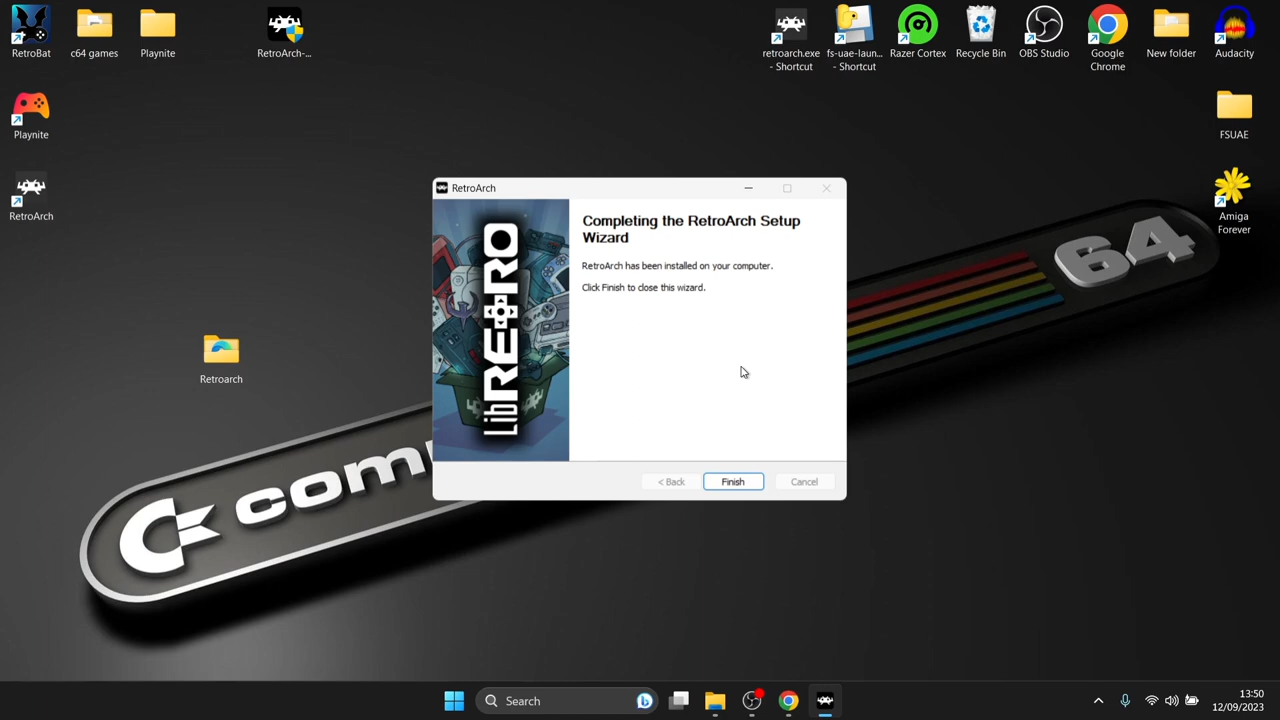 RetroBat
c64 games
Playnite
RetroArch-...
retroarch.exe
- Shortcut
fs-uae-laun...
- Shortcut
Razer Cortex
Recycle Bin
OBS Studio
Google
Chrome
New folder
Audacity
Playnite
FSUAE
RetroArch
Amiga
Forever
Retroarch
RetroArch
Completing the RetroArch Setup
Wizard
RetroArch has been installed on your computer.
Click Finish to close this wizard.
LibRETRO
< Back
Finish
Cancel
64
C= com
Search
13:50
12/09/2023